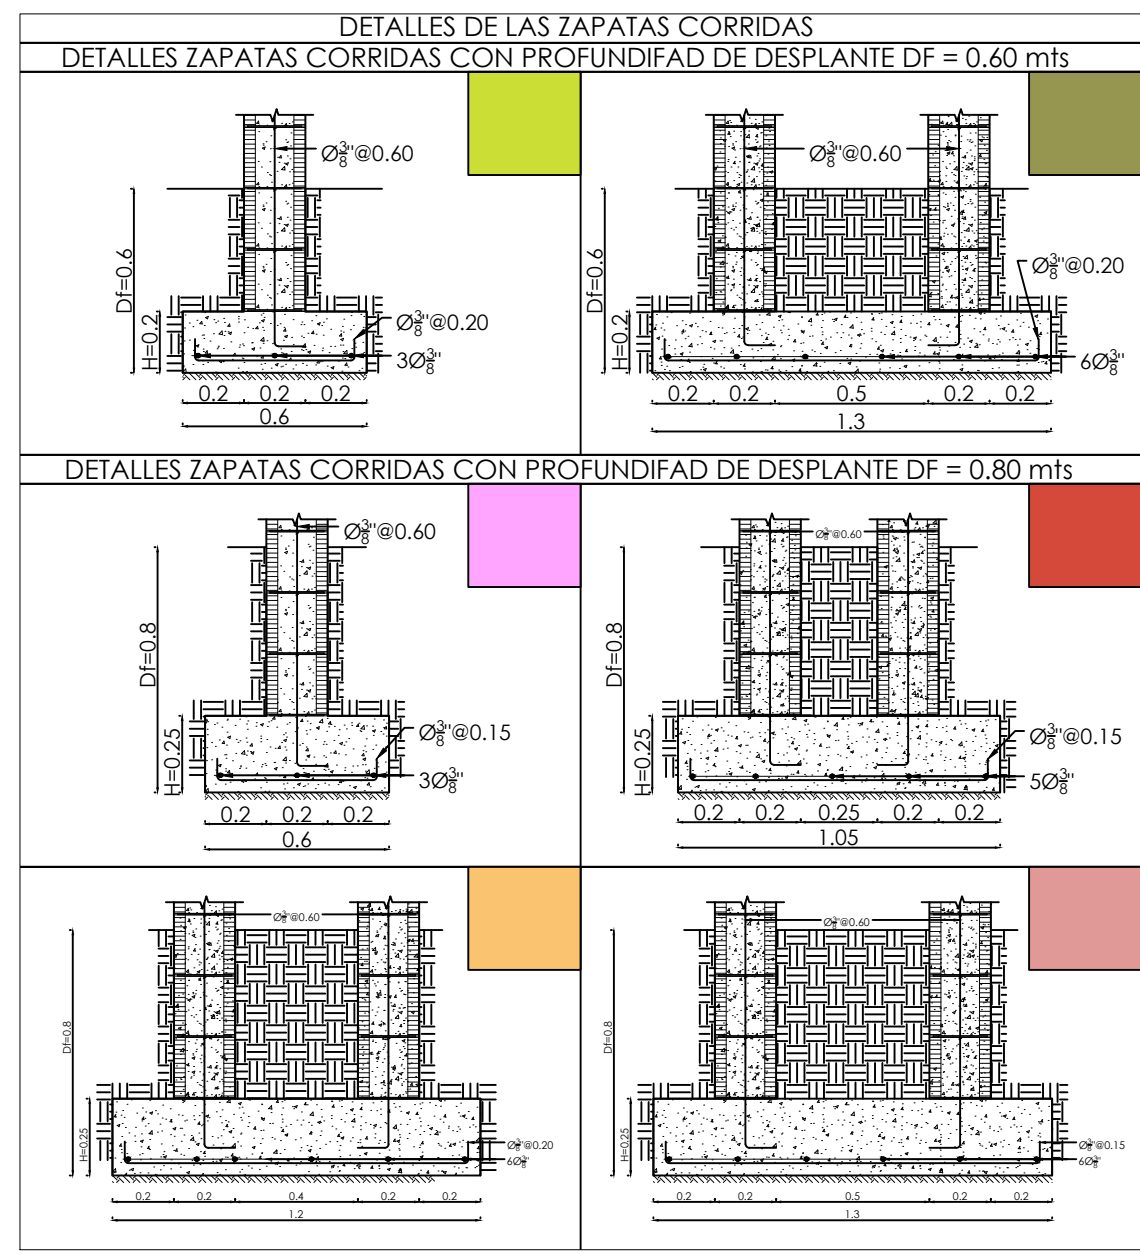 DETALLES DE LAS ZAPATAS CORRIDAS
DETALLES ZAPATAS CORRIDAS CON PROFUNDIFAD DE DESPLANTE DF = 0.60 mts
Ø3/8"@0.60
Df=0.6
H=0.2
Ø3/8"@0.20
3Ø3/8"
0.2 0.2 0.2
0.6
Ø3/8"@0.60
Df=0.6
H=0.2
Ø3/8"@0.20
6Ø3/8"
0.2 0.2 0.5 0.2 0.2
1.3
DETALLES ZAPATAS CORRIDAS CON PROFUNDIFAD DE DESPLANTE DF = 0.80 mts
Ø3/8"@0.60
Df=0.8
H=0.25
Ø3/8"@0.15
3Ø3/8"
0.2 0.2 0.2
0.6
Ø3/8"@0.60
Df=0.8
H=0.25
Ø3/8"@0.15
5Ø3/8"
0.2 0.2 0.25 0.2 0.2
1.05
Ø3/8"@0.60
Df=0.8
H=0.25
Ø3/8"@0.20
6Ø3/8"
0.2 0.2 0.4 0.2 0.2
1.2
Ø3/8"@0.60
Df=0.8
H=0.25
Ø3/8"@0.15
6Ø3/8"
0.2 0.2 0.5 0.2 0.2
1.3